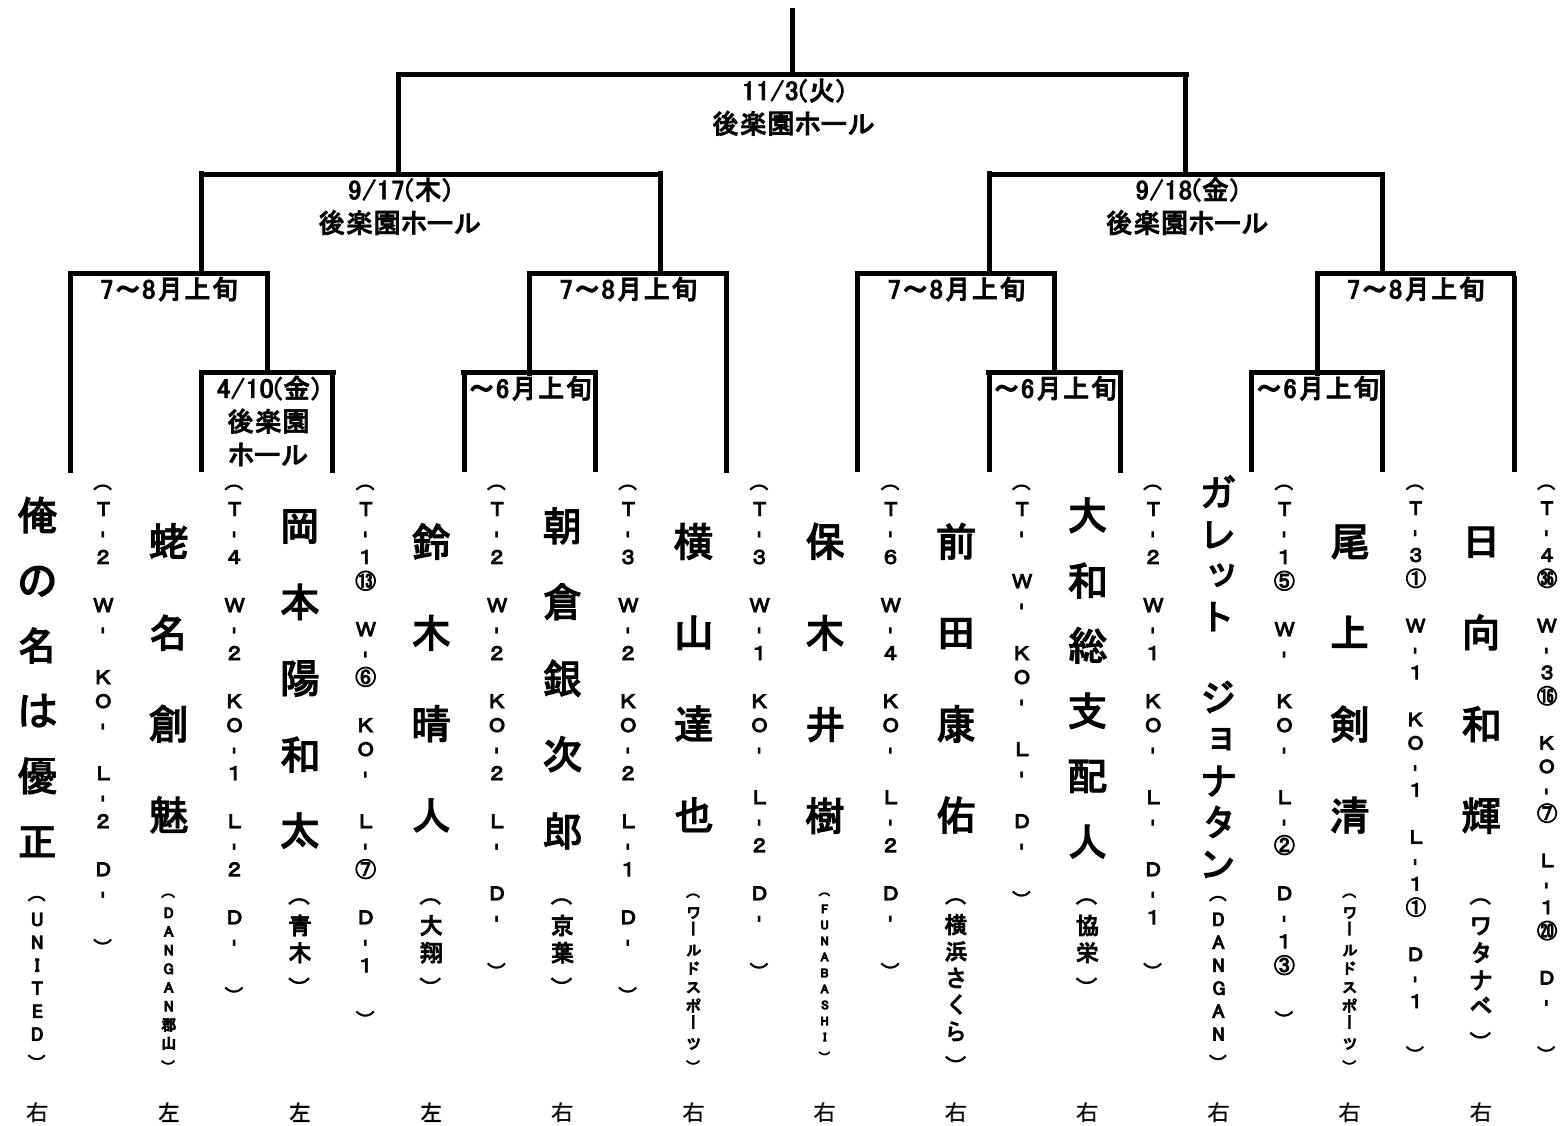 11/3(火)
後楽園ホール
9/17(木)
後楽園ホール
9/18(金)
後楽園ホール
7～8月上旬
7～8月上旬
7～8月上旬
7～8月上旬
4/10(金)
後楽園
ホール
～6月上旬
～6月上旬
～6月上旬
俺の名は優正（UNITED）右
（T-2 W- KO- L-2 D- ）
蛯名創魅（DANGAN郡山）左
（T-4 W-2 KO-1 L-2 D- ）
岡本陽和太（青木）左
（T-1⑬ W-⑥ KO- L-⑦ D-1 ）
鈴木晴人（大翔）左
（T-2 W-2 KO-2 L- D- ）
朝倉銀次郎（京葉）右
（T-3 W-2 KO-2 L-1 D- ）
横山達也（ワールドスポーツ）右
（T-3 W-1 KO- L-2 D- ）
保木井樹（FUNABASHI）右
（T-6 W-4 KO- L-2 D- ）
前田康佑（横浜さくら）右
（T- W- KO- L- D- ）
大和総支配人（協栄）右
（T-2 W-1 KO- L- D-1 ）
ガレット ジョナタン（DANGAN）右
（T-1⑤ W- KO- L-② D-1③ ）
尾上剣清（ワールドスポーツ）右
（T-3① W-1 KO-1 L-1① D-1 ）
日向和輝（ワタナベ）右
（T-4㊱ W-3⑯ KO-⑦ L-1⑳ D- ）